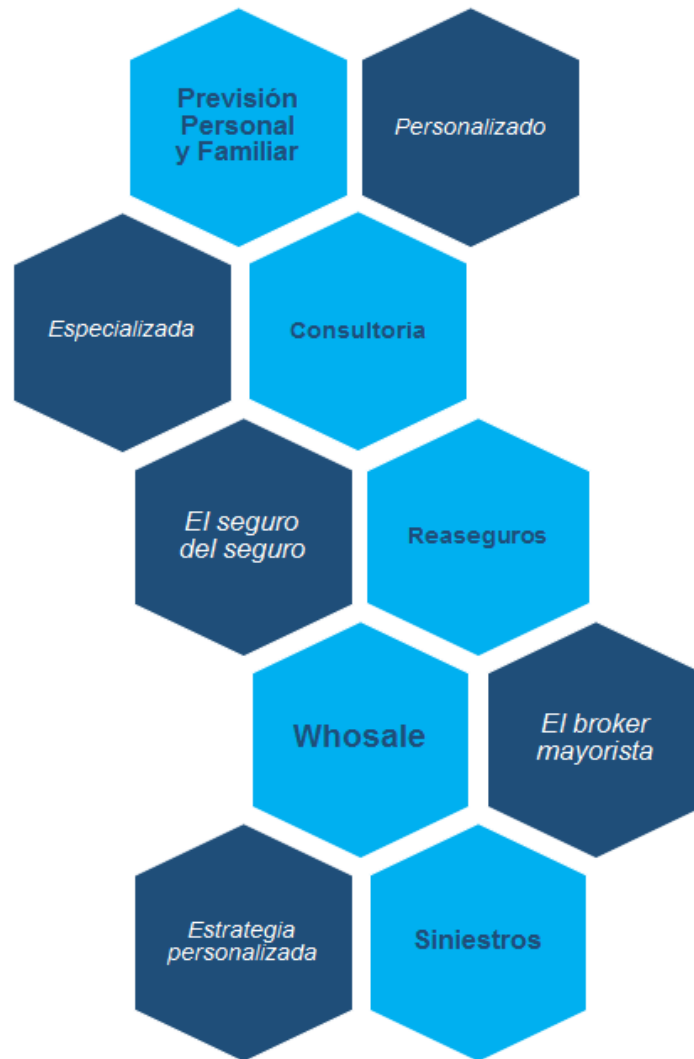 Previsión
Personal
y Familiar
Personalizado
Especializada
Consultoria
El seguro
del seguro
Reaseguros
Whosale
El broker
mayorista
Estrategia
personalizada
Siniestros